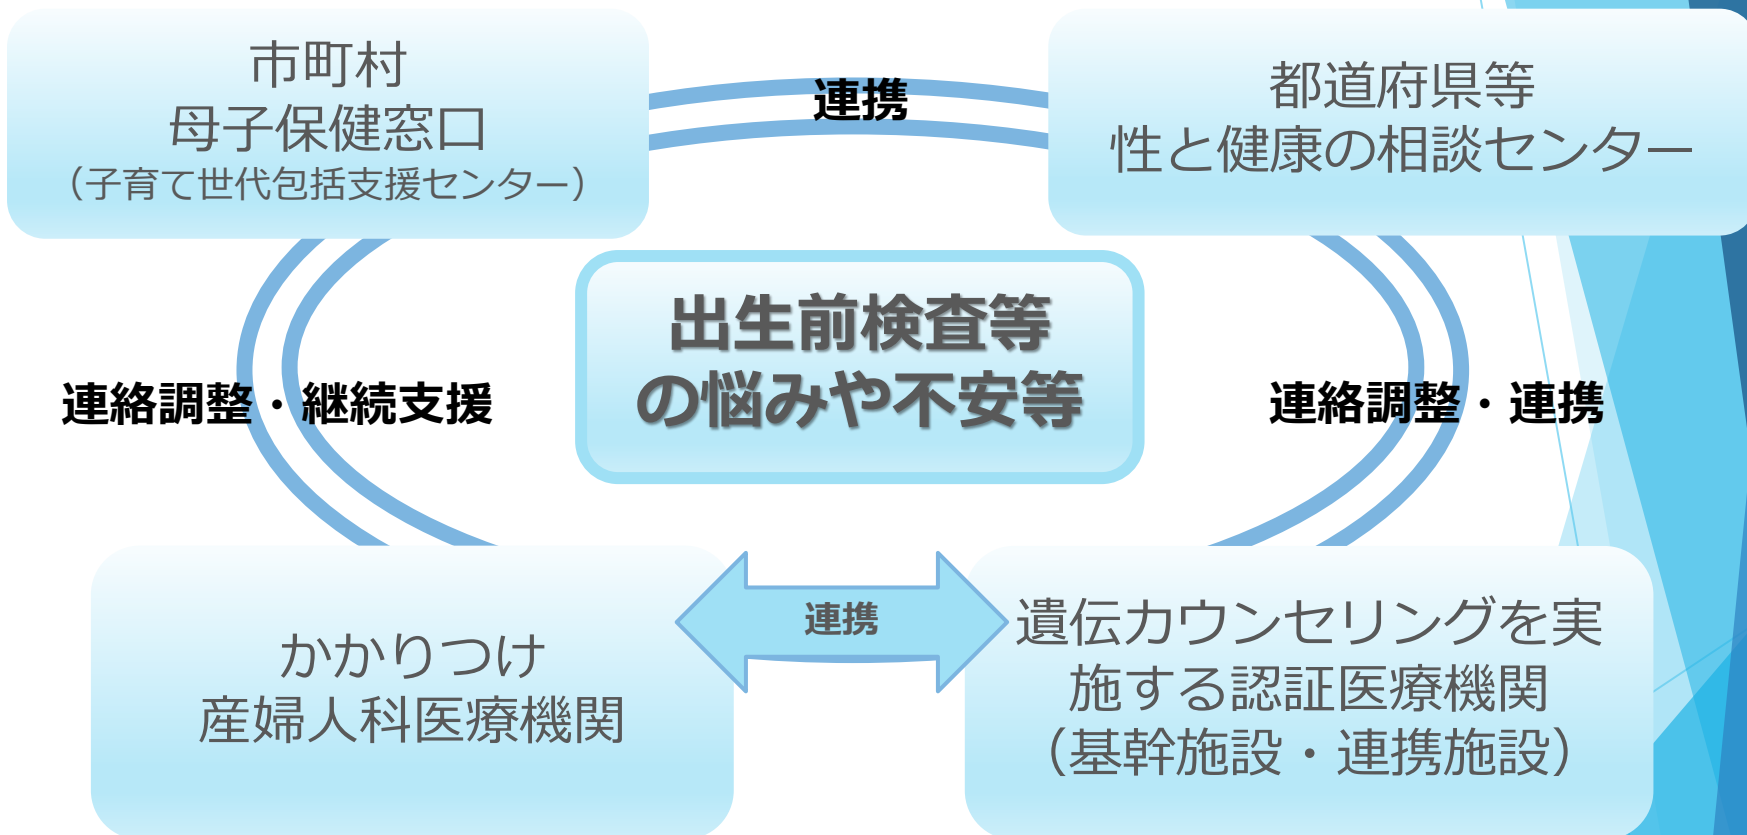 市町村
母子保健窓口
（子育て世代包括支援センター）
連携
都道府県等
性と健康の相談センター
出生前検査等
の悩みや不安等
連絡調整・継続支援
連絡調整・連携
かかりつけ
産婦人科医療機関
連携
遺伝カウンセリングを実
施する認証医療機関
（基幹施設・連携施設）